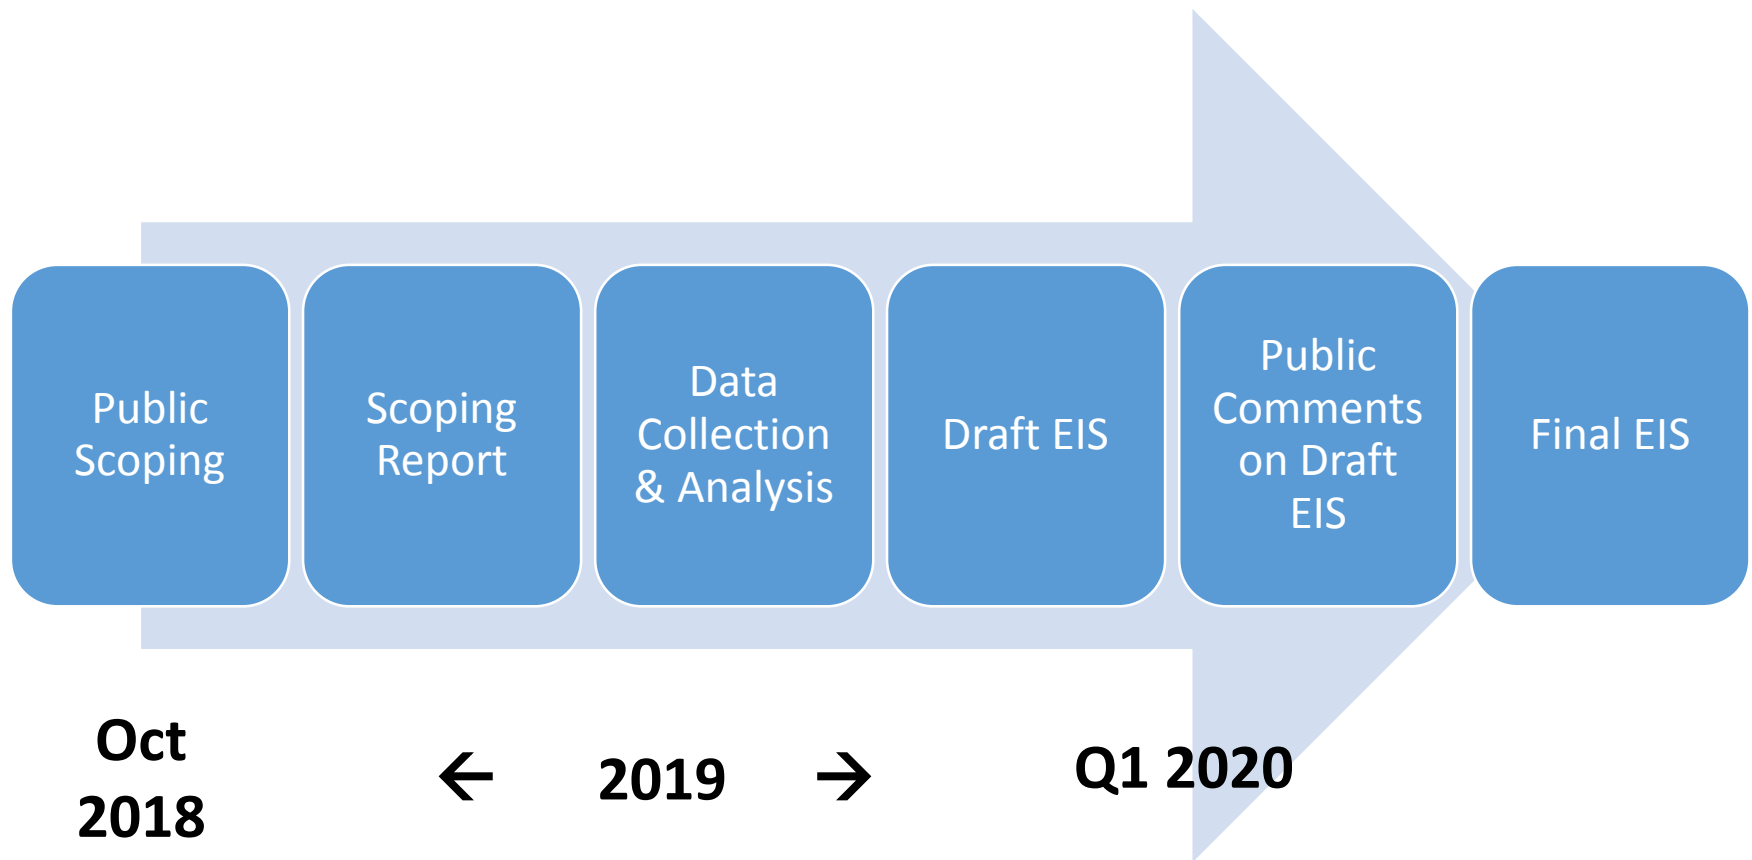 Public
Scoping
Scoping
Report
Data
Collection
& Analysis
Draft EIS
Public
Comments
on Draft
EIS
Final EIS
Oct
2018
← 2019 →
Q1 2020